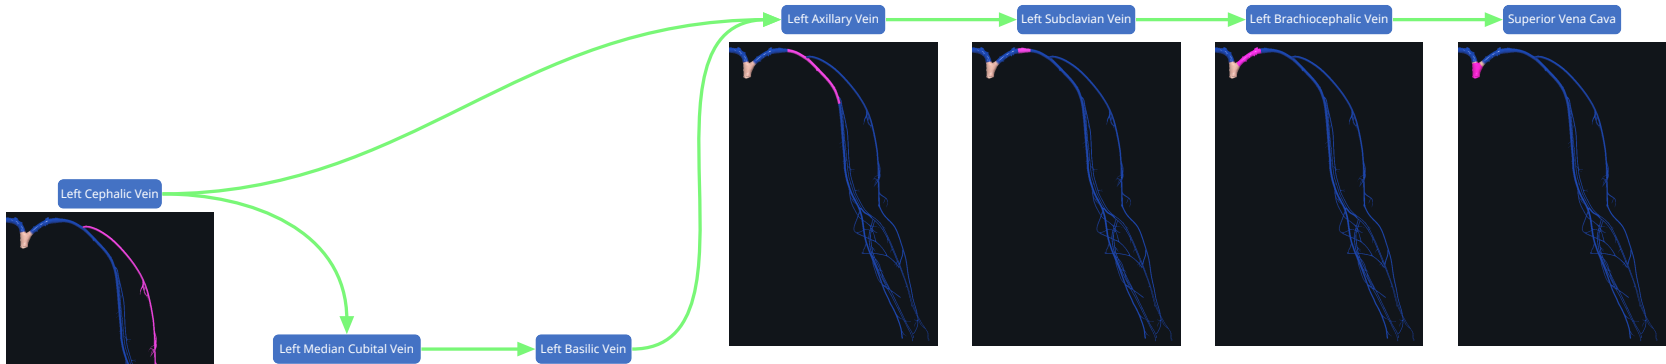 Left Axillary Vein
Left Subclavian Vein
Left Brachiocephalic Vein
Superior Vena Cava
Left Cephalic Vein
Left Median Cubital Vein
Left Basilic Vein